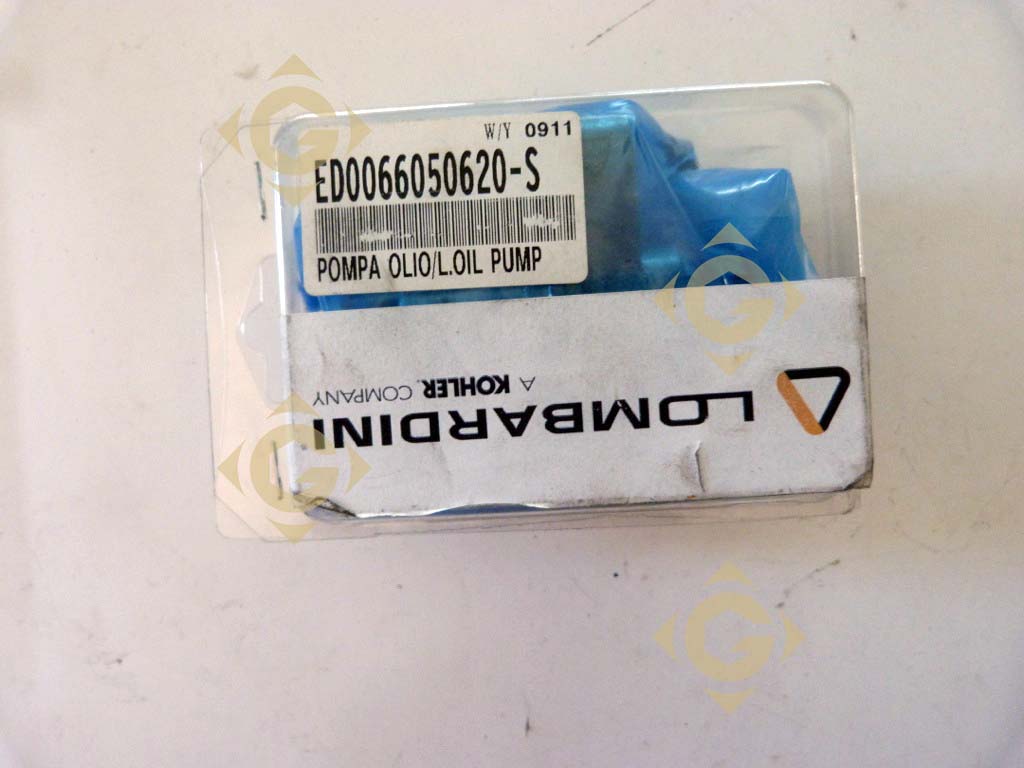 W/Y 0911
ED0066050620-S
POMPA OLIO/L.OIL PUMP
LOMBARDINI
A KOHLER COMPANY
G
G
G
G